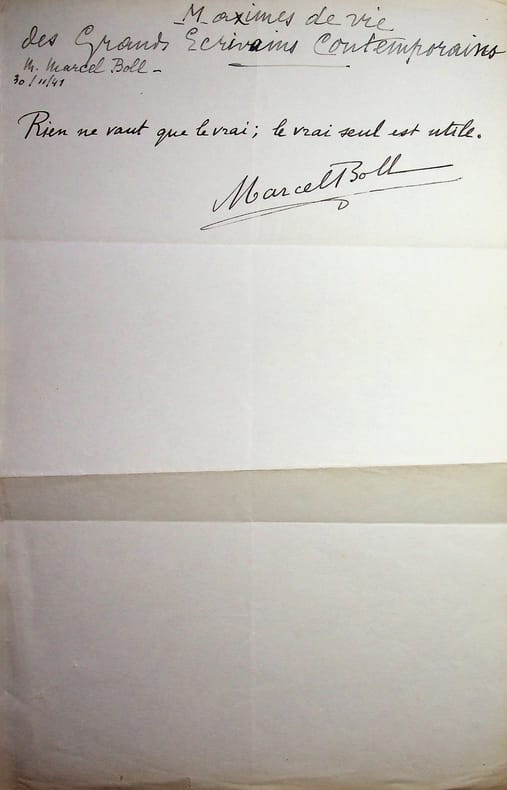 Maximes de vie
des Grands Ecrivains Contemporains
M. Marcel Boll -
30/11/41
Rien ne vaut que le vrai ; le vrai seul est utile.
Marcel Boll